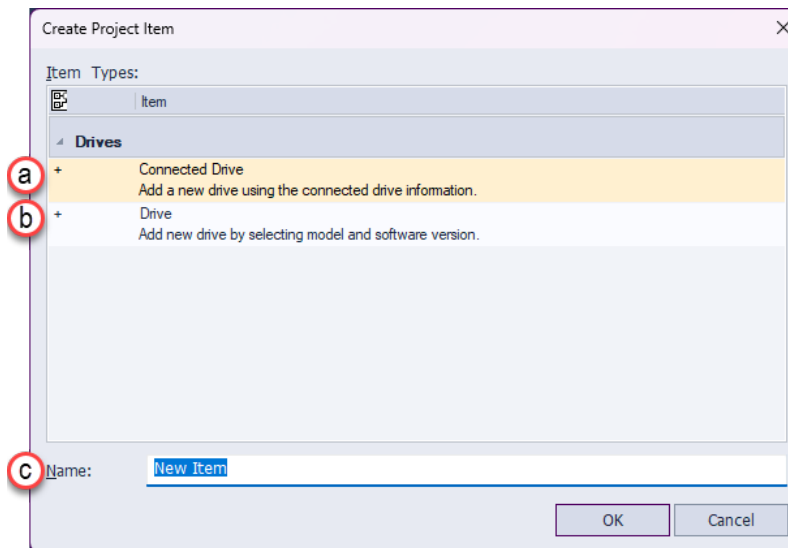 Create Project Item
Item Types:
Item
Drives
a
+ Connected Drive
Add a new drive using the connected drive information.
b
+ Drive
Add new drive by selecting model and software version.
c
Name: New Item
OK Cancel